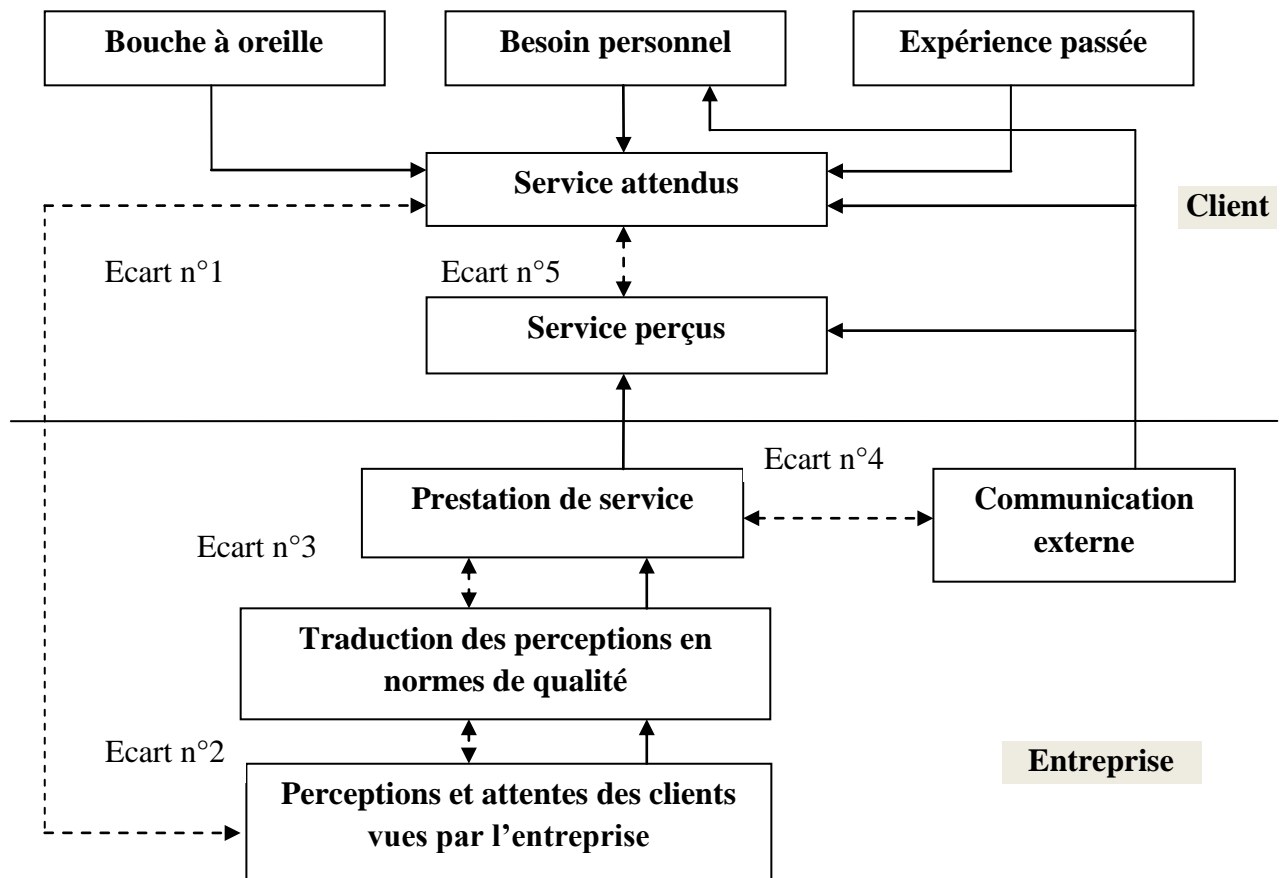 Bouche à oreille
Besoin personnel
Expérience passée
Service attendus
Client
Ecart n°1
Ecart n°5
Service perçus
Ecart n°4
Prestation de service
Communication
externe
Ecart n°3
Traduction des perceptions en
normes de qualité
Ecart n°2
Entreprise
Perceptions et attentes des clients
vues par l’entreprise